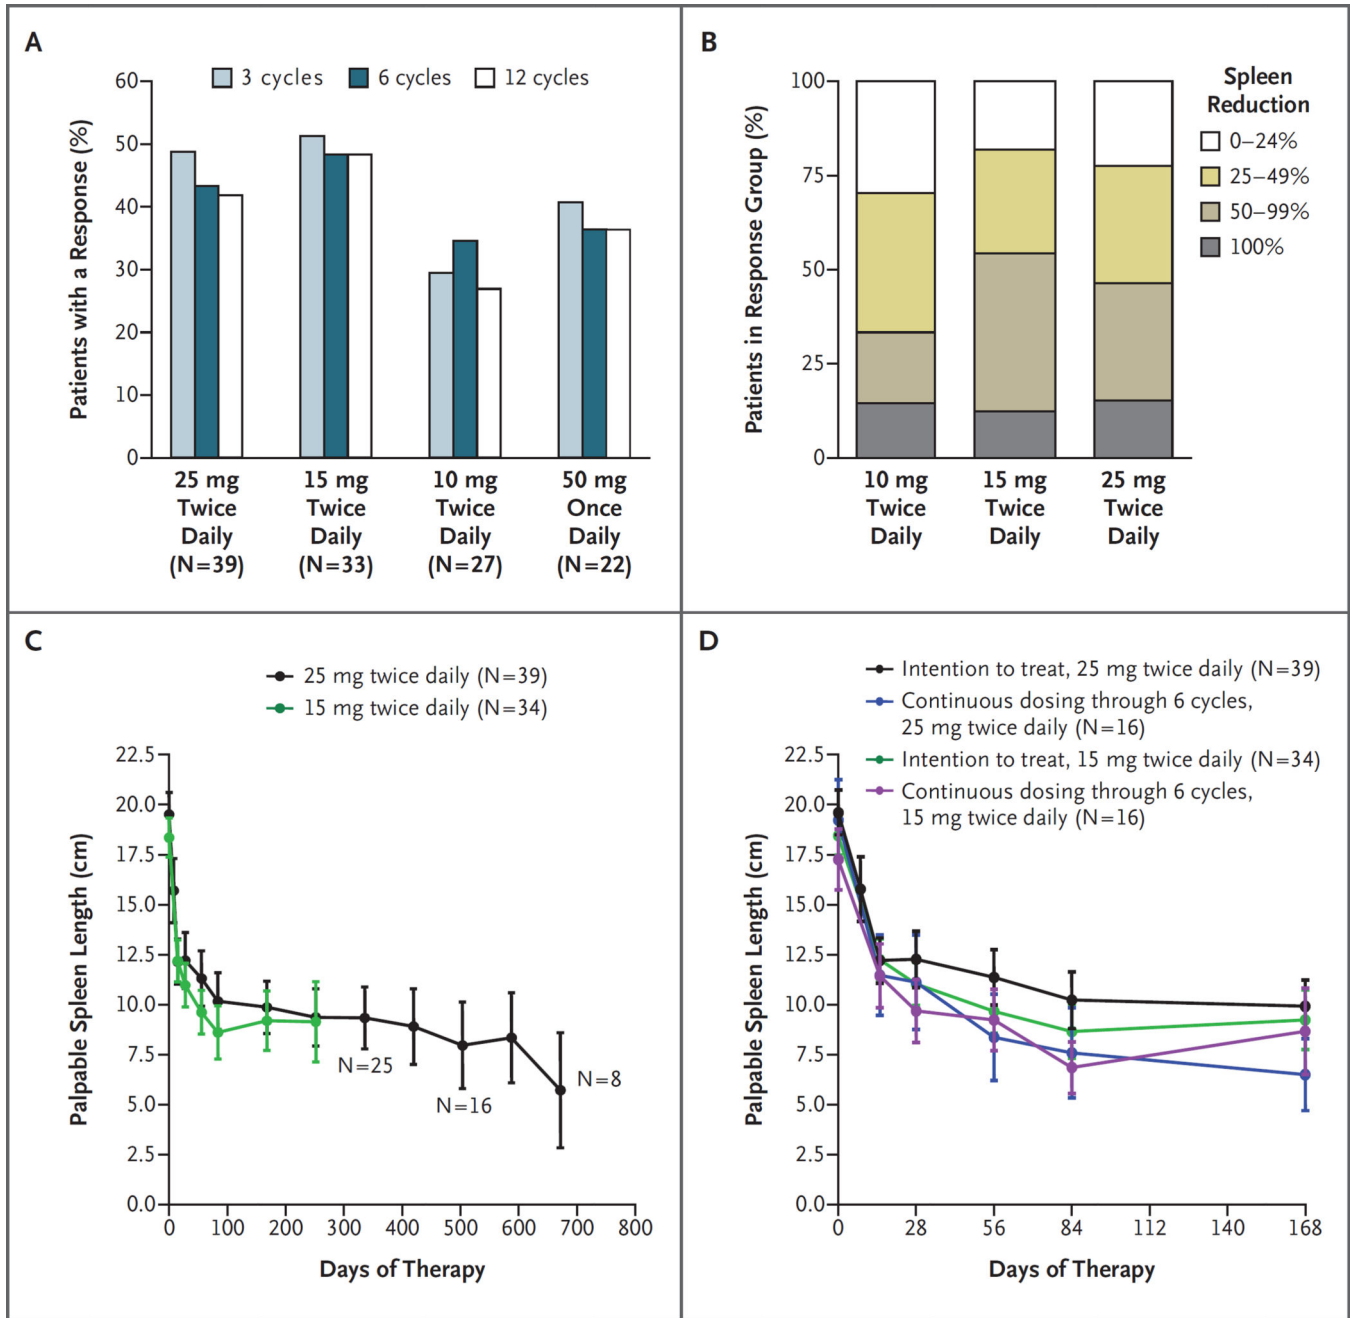 A
60
50
40
30
20
10
0
Patients with a Response (%)
3 cycles
6 cycles
12 cycles
25 mg
Twice
Daily
(N=39)
15 mg
Twice
Daily
(N=33)
10 mg
Twice
Daily
(N=27)
50 mg
Once
Daily
(N=22)
B
100
75
50
25
0
Patients in Response Group (%)
Spleen
Reduction
0–24%
25–49%
50–99%
100%
10 mg
Twice
Daily
15 mg
Twice
Daily
25 mg
Twice
Daily
C
25 mg twice daily (N=39)
15 mg twice daily (N=34)
22.5
20.0
17.5
15.0
12.5
10.0
7.5
5.0
2.5
0.0
Palpable Spleen Length (cm)
N=25
N=16
N=8
0 100 200 300 400 500 600 700 800
Days of Therapy
D
Intention to treat, 25 mg twice daily (N=39)
Continuous dosing through 6 cycles,
25 mg twice daily (N=16)
Intention to treat, 15 mg twice daily (N=34)
Continuous dosing through 6 cycles,
15 mg twice daily (N=16)
22.5
20.0
17.5
15.0
12.5
10.0
7.5
5.0
2.5
0.0
Palpable Spleen Length (cm)
0 28 56 84 112 140 168
Days of Therapy